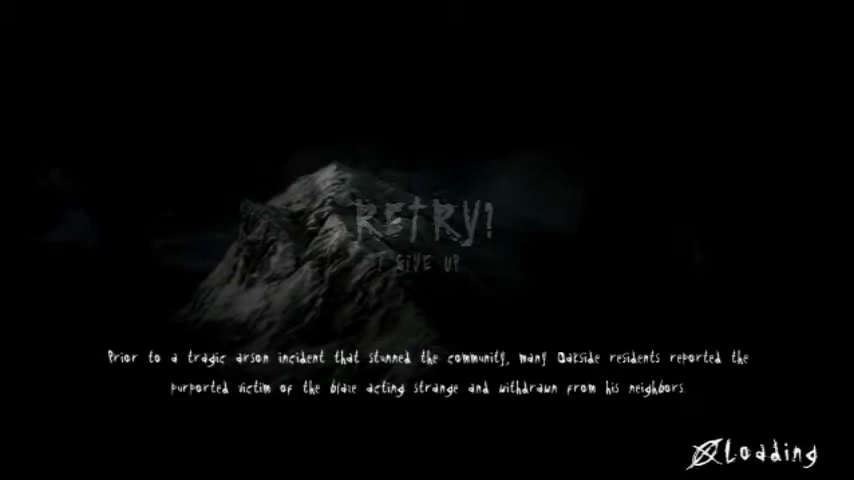 RETRY?
I GIVE UP
Prior to a tragic arson incident that stunned the community, many Oakside residents reported the
purported victim of the blaze acting strange and withdrawn from his neighbors.
Loading